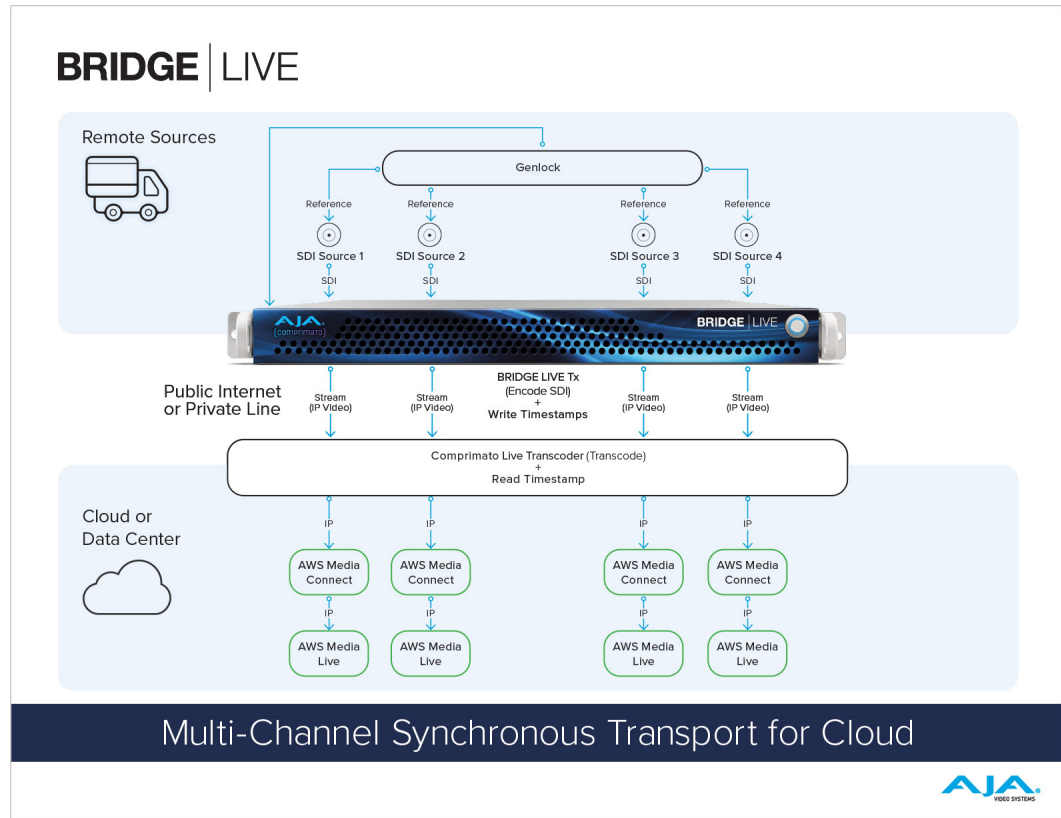 BRIDGE | LIVE
Remote Sources
Genlock
Reference
Reference
Reference
Reference
SDI Source 1
SDI Source 2
SDI Source 3
SDI Source 4
SDI
SDI
SDI
SDI
AJA
[comprimato]
BRIDGE | LIVE
Public Internet
or Private Line
Stream
(IP Video)
Stream
(IP Video)
BRIDGE LIVE Tx
(Encode SDI)
+
Write Timestamps
Stream
(IP Video)
Stream
(IP Video)
Comprimato Live Transcoder (Transcode)
+
Read Timestamp
Cloud or
Data Center
IP
IP
IP
IP
AWS Media
Connect
AWS Media
Connect
AWS Media
Connect
AWS Media
Connect
IP
IP
IP
IP
AWS Media
Live
AWS Media
Live
AWS Media
Live
AWS Media
Live
Multi-Channel Synchronous Transport for Cloud
AJA®
VIDEO SYSTEMS